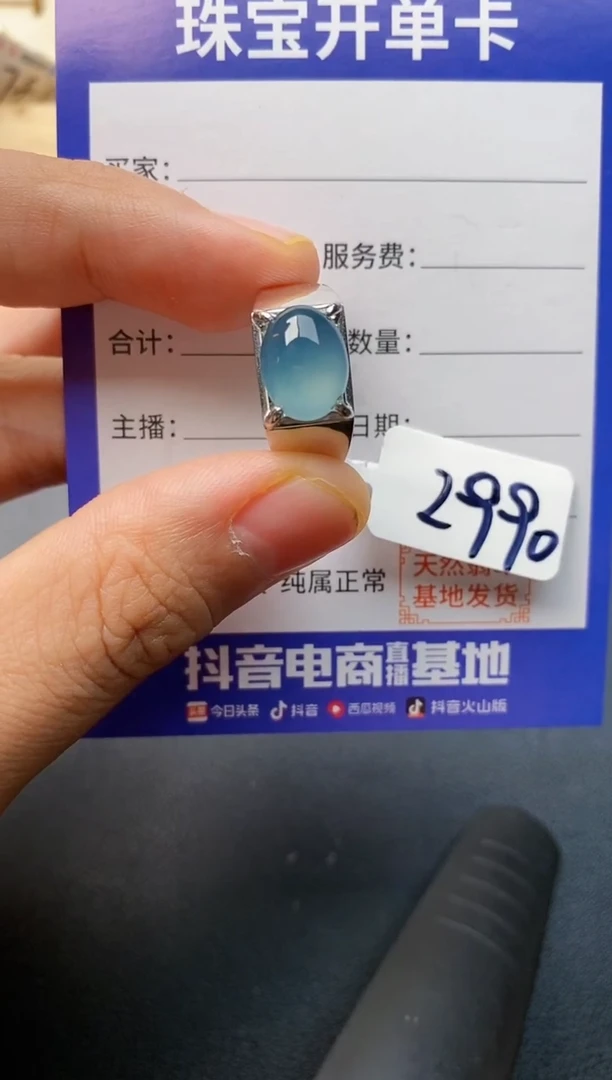 珠宝开单卡
买家：
服务费：
合计：
数量：
主播：
日期：
2990
纯属正常
天然翡
基地发货
抖音电商直播基地
今日头条 抖音 西瓜视频 抖音火山版